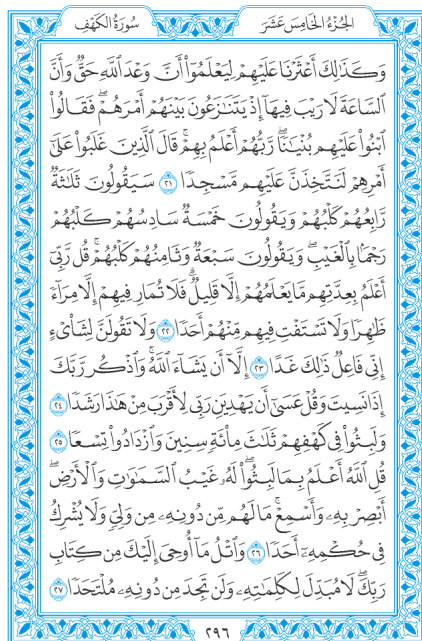 الجُزْءُ الخَامِسَ عَشَرَ
سُورَةُ الكَهْفِ
وَكَذَٰلِكَ أَعْثَرْنَا عَلَيْهِمْ لِيَعْلَمُوٓا۟ أَنَّ وَعْدَ ٱللَّهِ حَقٌّ وَأَنَّ
ٱلسَّاعَةَ لَا رَيْبَ فِيهَآ إِذْ يَتَنَٰزَعُونَ بَيْنَهُمْ أَمْرَهُمْ ۖ فَقَالُوا۟
ٱبْنُوا۟ عَلَيْهِم بُنْيَٰنًا ۖ رَّبُّهُمْ أَعْلَمُ بِهِمْ ۚ قَالَ ٱلَّذِينَ غَلَبُوا۟ عَلَىٰٓ
أَمْرِهِمْ لَنَتَّخِذَنَّ عَلَيْهِم مَّسْجِدًا ٢١ سَيَقُولُونَ ثَلَٰثَةٌ
رَّابِعُهُمْ كَلْبُهُمْ وَيَقُولُونَ خَمْسَةٌ سَادِسُهُمْ كَلْبُهُمْ
رَجْمًۢا بِٱلْغَيْبِ ۖ وَيَقُولُونَ سَبْعَةٌ وَثَامِنُهُمْ كَلْبُهُمْ ۚ قُل رَّبِّىٓ
أَعْلَمُ بِعِدَّتِهِم مَّا يَعْلَمُهُمْ إِلَّا قَلِيلٌ ۗ فَلَا تُمَارِ فِيهِمْ إِلَّا مِرَآءً
ظَٰهِرًا وَلَا تَسْتَفْتِ فِيهِم مِّنْهُمْ أَحَدًا ٢٢ وَلَا تَقُولَنَّ لِشَا۟ىْءٍ
إِنِّى فَاعِلٌ ذَٰلِكَ غَدًا ٢٣ إِلَّآ أَن يَشَآءَ ٱللَّهُ ۚ وَٱذْكُر رَّبَّكَ
إِذَا نَسِيتَ وَقُلْ عَسَىٰٓ أَن يَهْدِيَنِ رَبِّى لِأَقْرَبَ مِنْ هَٰذَا رَشَدًا ٢٤
وَلَبِثُوا۟ فِى كَهْفِهِمْ ثَلَٰثَ مِا۟ئَةٍ سِنِينَ وَٱزْدَادُوا۟ تِسْعًا ٢٥
قُلِ ٱللَّهُ أَعْلَمُ بِمَا لَبِثُوا۟ ۖ لَهُۥ غَيْبُ ٱلسَّمَٰوَٰتِ وَٱلْأَرْضِ ۖ
أَبْصِرْ بِهِۦ وَأَسْمِعْ ۚ مَا لَهُم مِّن دُونِهِۦ مِن وَلِىٍّ وَلَا يُشْرِكُ
فِى حُكْمِهِۦٓ أَحَدًا ٢٦ وَٱتْلُ مَآ أُوحِىَ إِلَيْكَ مِن كِتَابِ
رَبِّكَ ۖ لَا مُبَدِّلَ لِكَلِمَٰتِهِۦ وَلَن تَجِدَ مِن دُونِهِۦ مُلْتَحَدًا ٢٧
٢٩٦